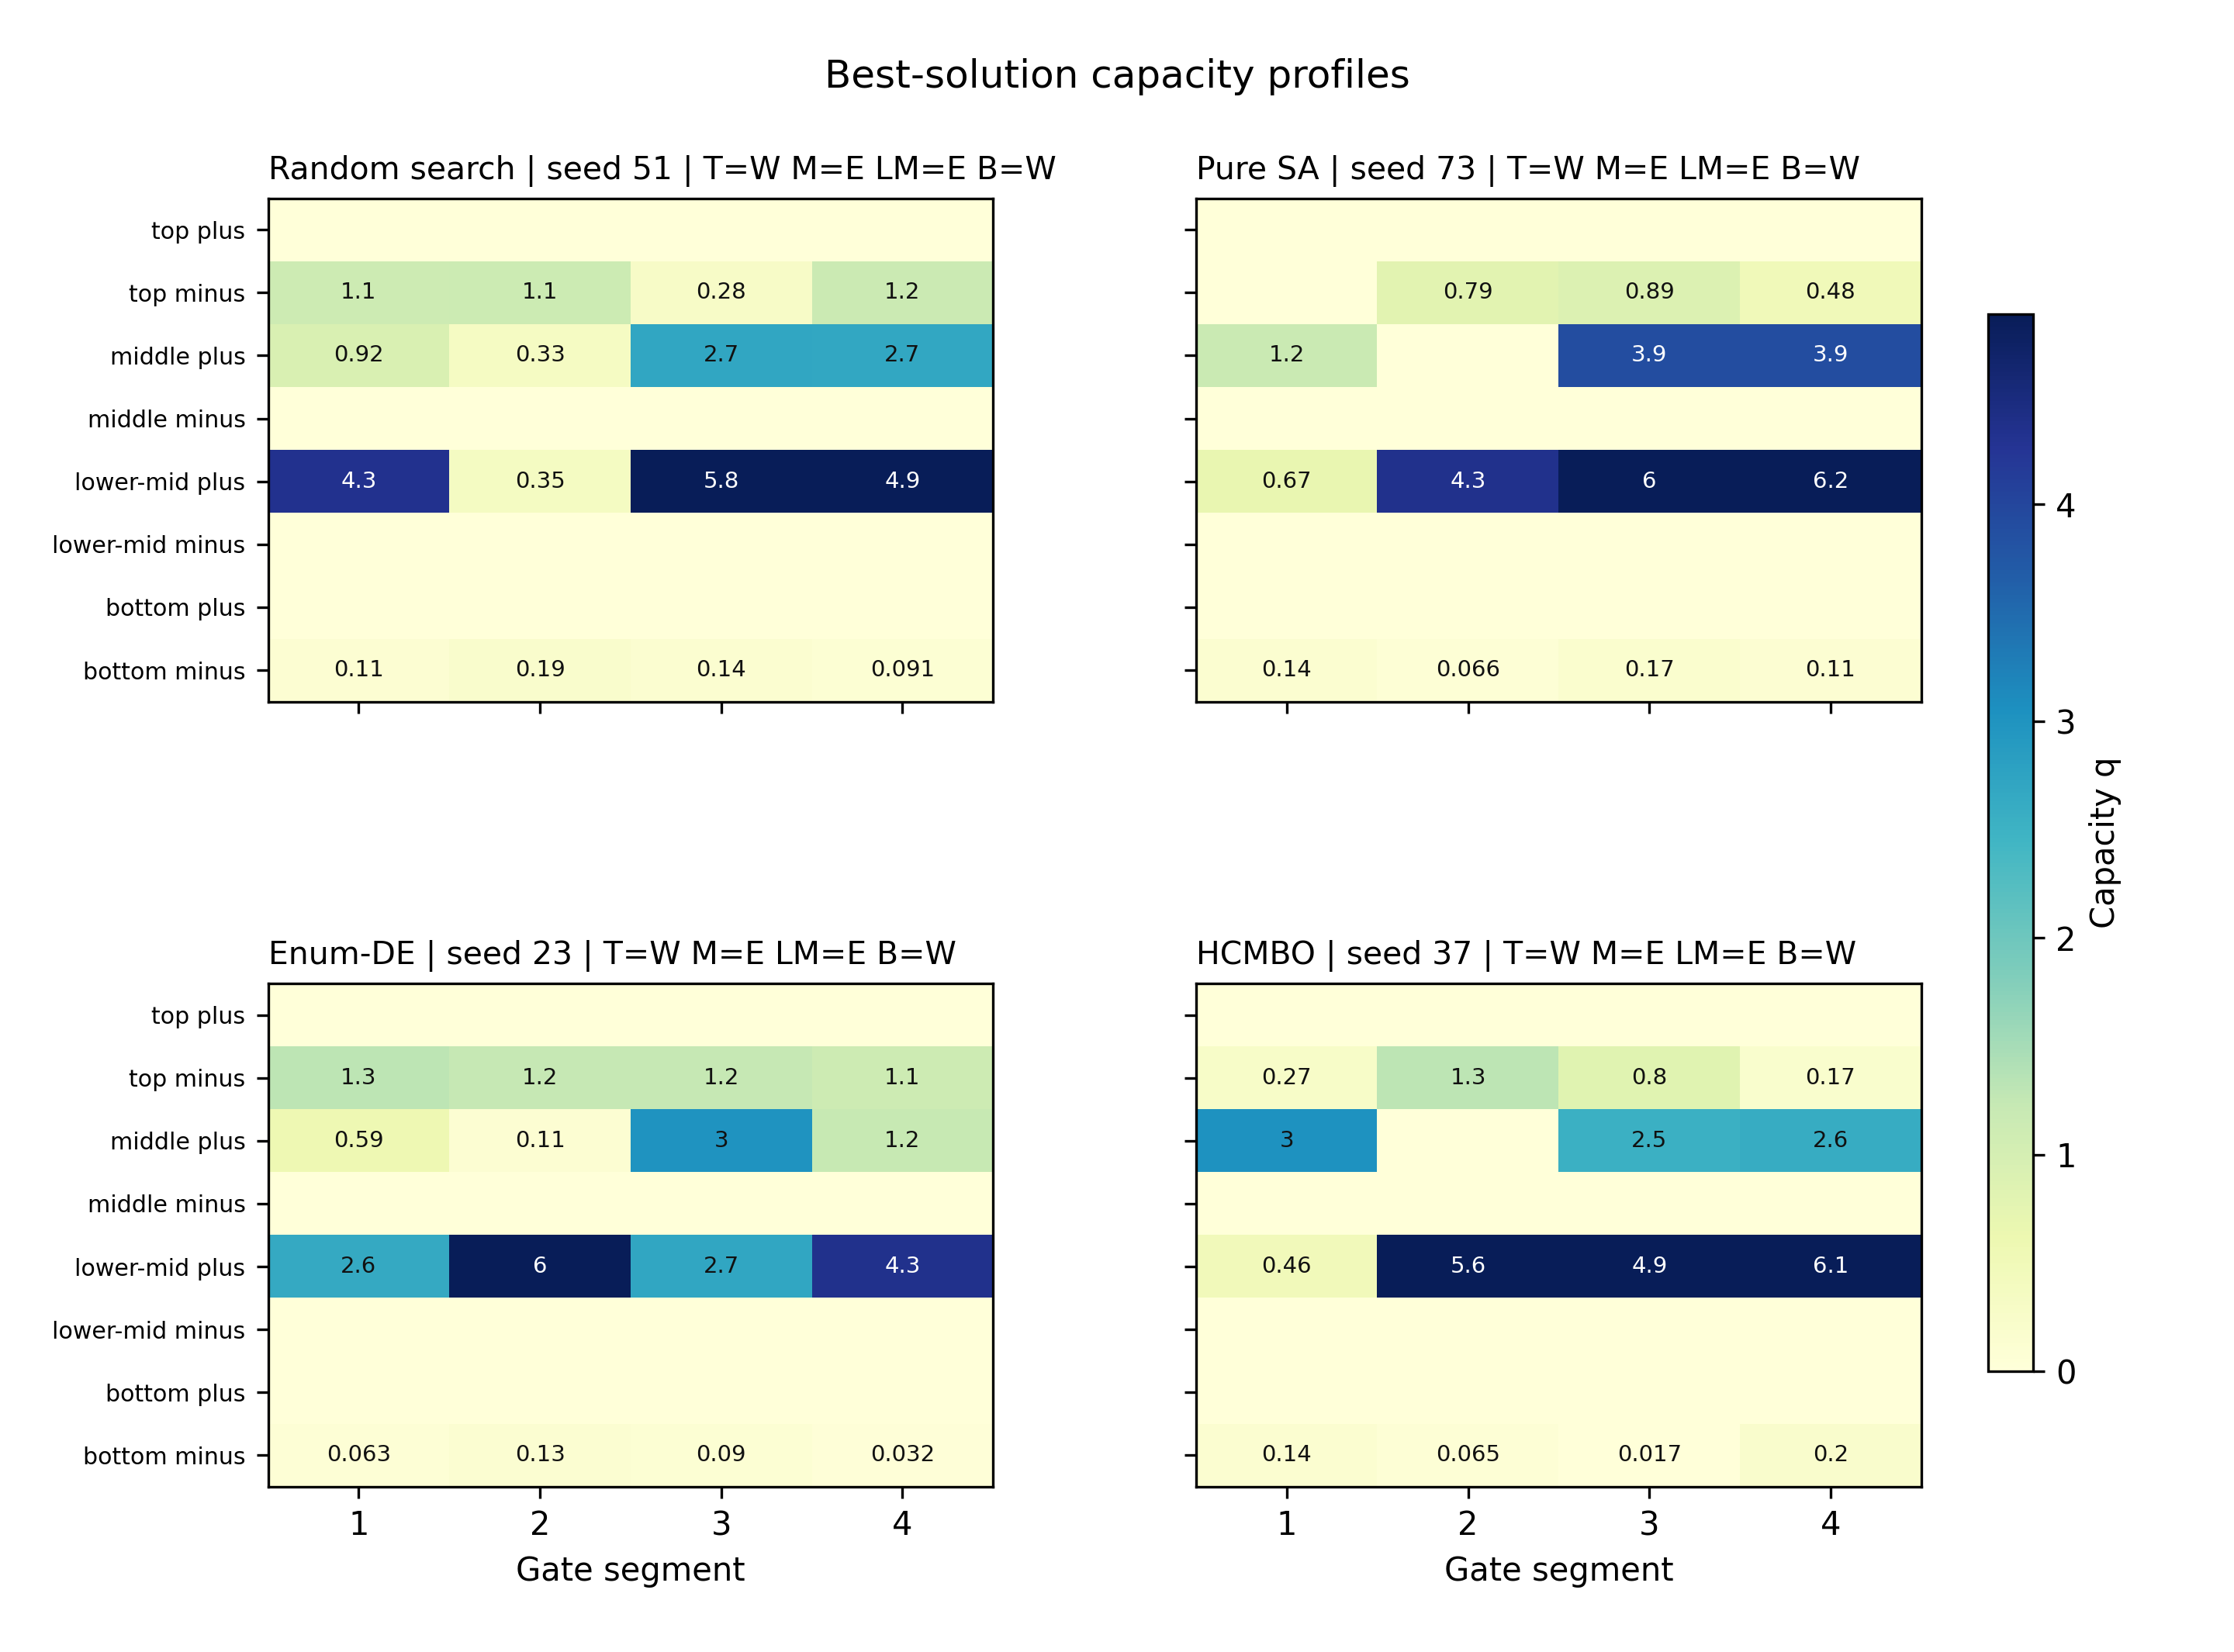 Best-solution capacity profiles
Random search | seed 51 | T=W M=E LM=E B=W
top plus
top minus 1.1 1.1 0.28 1.2
middle plus 0.92 0.33 2.7 2.7
middle minus
lower-mid plus 4.3 0.35 5.8 4.9
lower-mid minus
bottom plus
bottom minus 0.11 0.19 0.14 0.091
Pure SA | seed 73 | T=W M=E LM=E B=W
0.79 0.89 0.48
1.2 3.9 3.9
0.67 4.3 6 6.2
0.14 0.066 0.17 0.11
Enum-DE | seed 23 | T=W M=E LM=E B=W
top plus
top minus 1.3 1.2 1.2 1.1
middle plus 0.59 0.11 3 1.2
middle minus
lower-mid plus 2.6 6 2.7 4.3
lower-mid minus
bottom plus
bottom minus 0.063 0.13 0.09 0.032
1 2 3 4
Gate segment
HCMBO | seed 37 | T=W M=E LM=E B=W
0.27 1.3 0.8 0.17
3 2.5 2.6
0.46 5.6 4.9 6.1
0.14 0.065 0.017 0.2
1 2 3 4
Gate segment
4
3
2
1
0
Capacity q